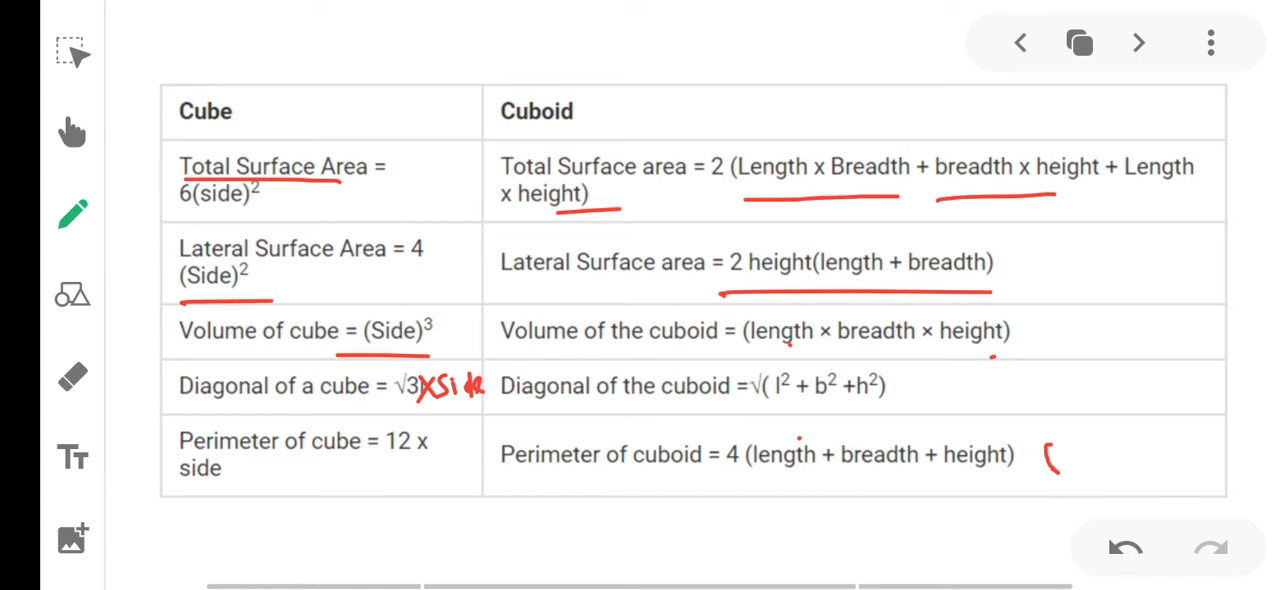 Cube
Cuboid
Total Surface Area =
6(side)²
Total Surface area = 2 (Length x Breadth + breadth x height + Length
x height)
Lateral Surface Area = 4
(Side)²
Lateral Surface area = 2 height(length + breadth)
Volume of cube = (Side)³
Volume of the cuboid = (length × breadth × height)
Diagonal of a cube = √3 x side
Diagonal of the cuboid =√( l² + b² +h²)
Perimeter of cube = 12 x
side
Perimeter of cuboid = 4 (length + breadth + height) (